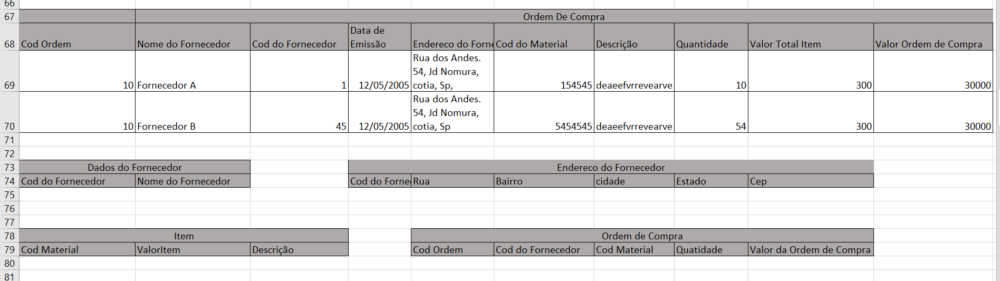 66
67 Ordem De Compra
Data de
68 Cod Ordem Nome do Fornecedor Cod do Fornecedor Emissão Endereco do Forne Cod do Material Descrição Quantidade Valor Total Item Valor Ordem de Compra
Rua dos Andes.
54, Jd Nomura,
69 10 Fornecedor A 1 12/05/2005 cotia, Sp, 154545 deaeefvrrevearve 10 300 30000
Rua dos Andes.
54, Jd Nomura,
70 10 Fornecedor B 45 12/05/2005 cotia, Sp 5454545 deaeefvrrevearve 54 300 30000
71
72
73 Dados do Fornecedor Endereco do Fornecedor
74 Cod do Fornecedor Nome do Fornecedor Cod do Forne Rua Bairro cidade Estado Cep
75
76
77
78 Item Ordem de Compra
79 Cod Material ValorItem Descrição Cod Ordem Cod do Fornecedor Cod Material Quatidade Valor da Ordem de Compra
80
81